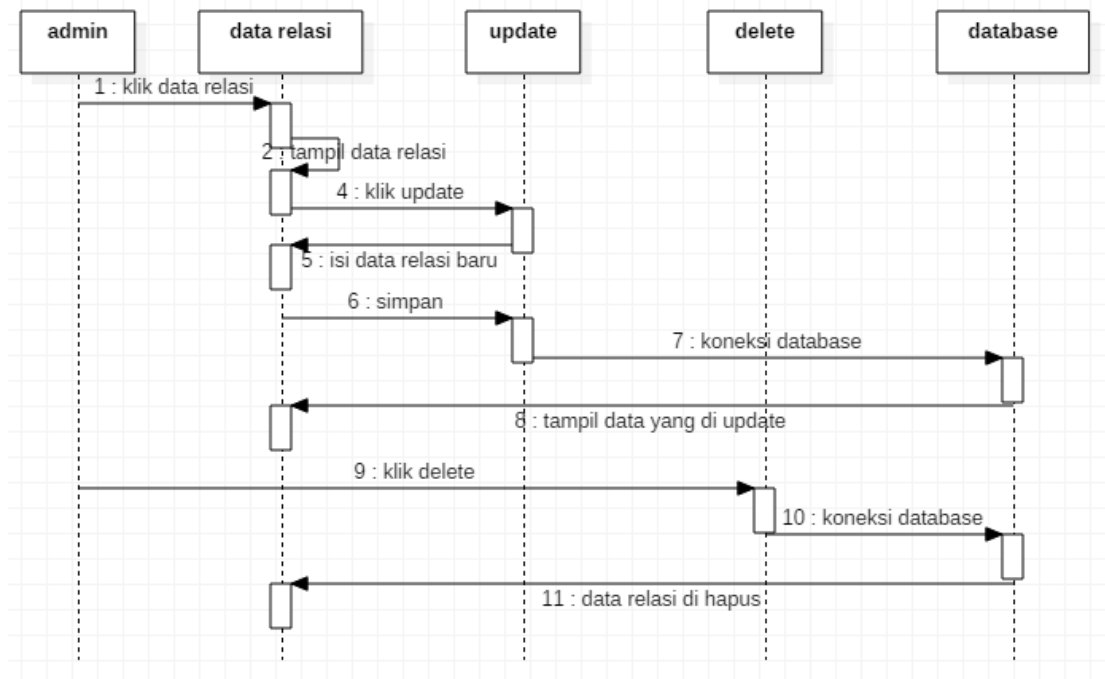 admin
data relasi
update
delete
database
1 : klik data relasi
2 : tampil data relasi
4 : klik update
5 : isi data relasi baru
6 : simpan
7 : koneksi database
8 : tampil data yang di update
9 : klik delete
10 : koneksi database
11 : data relasi di hapus